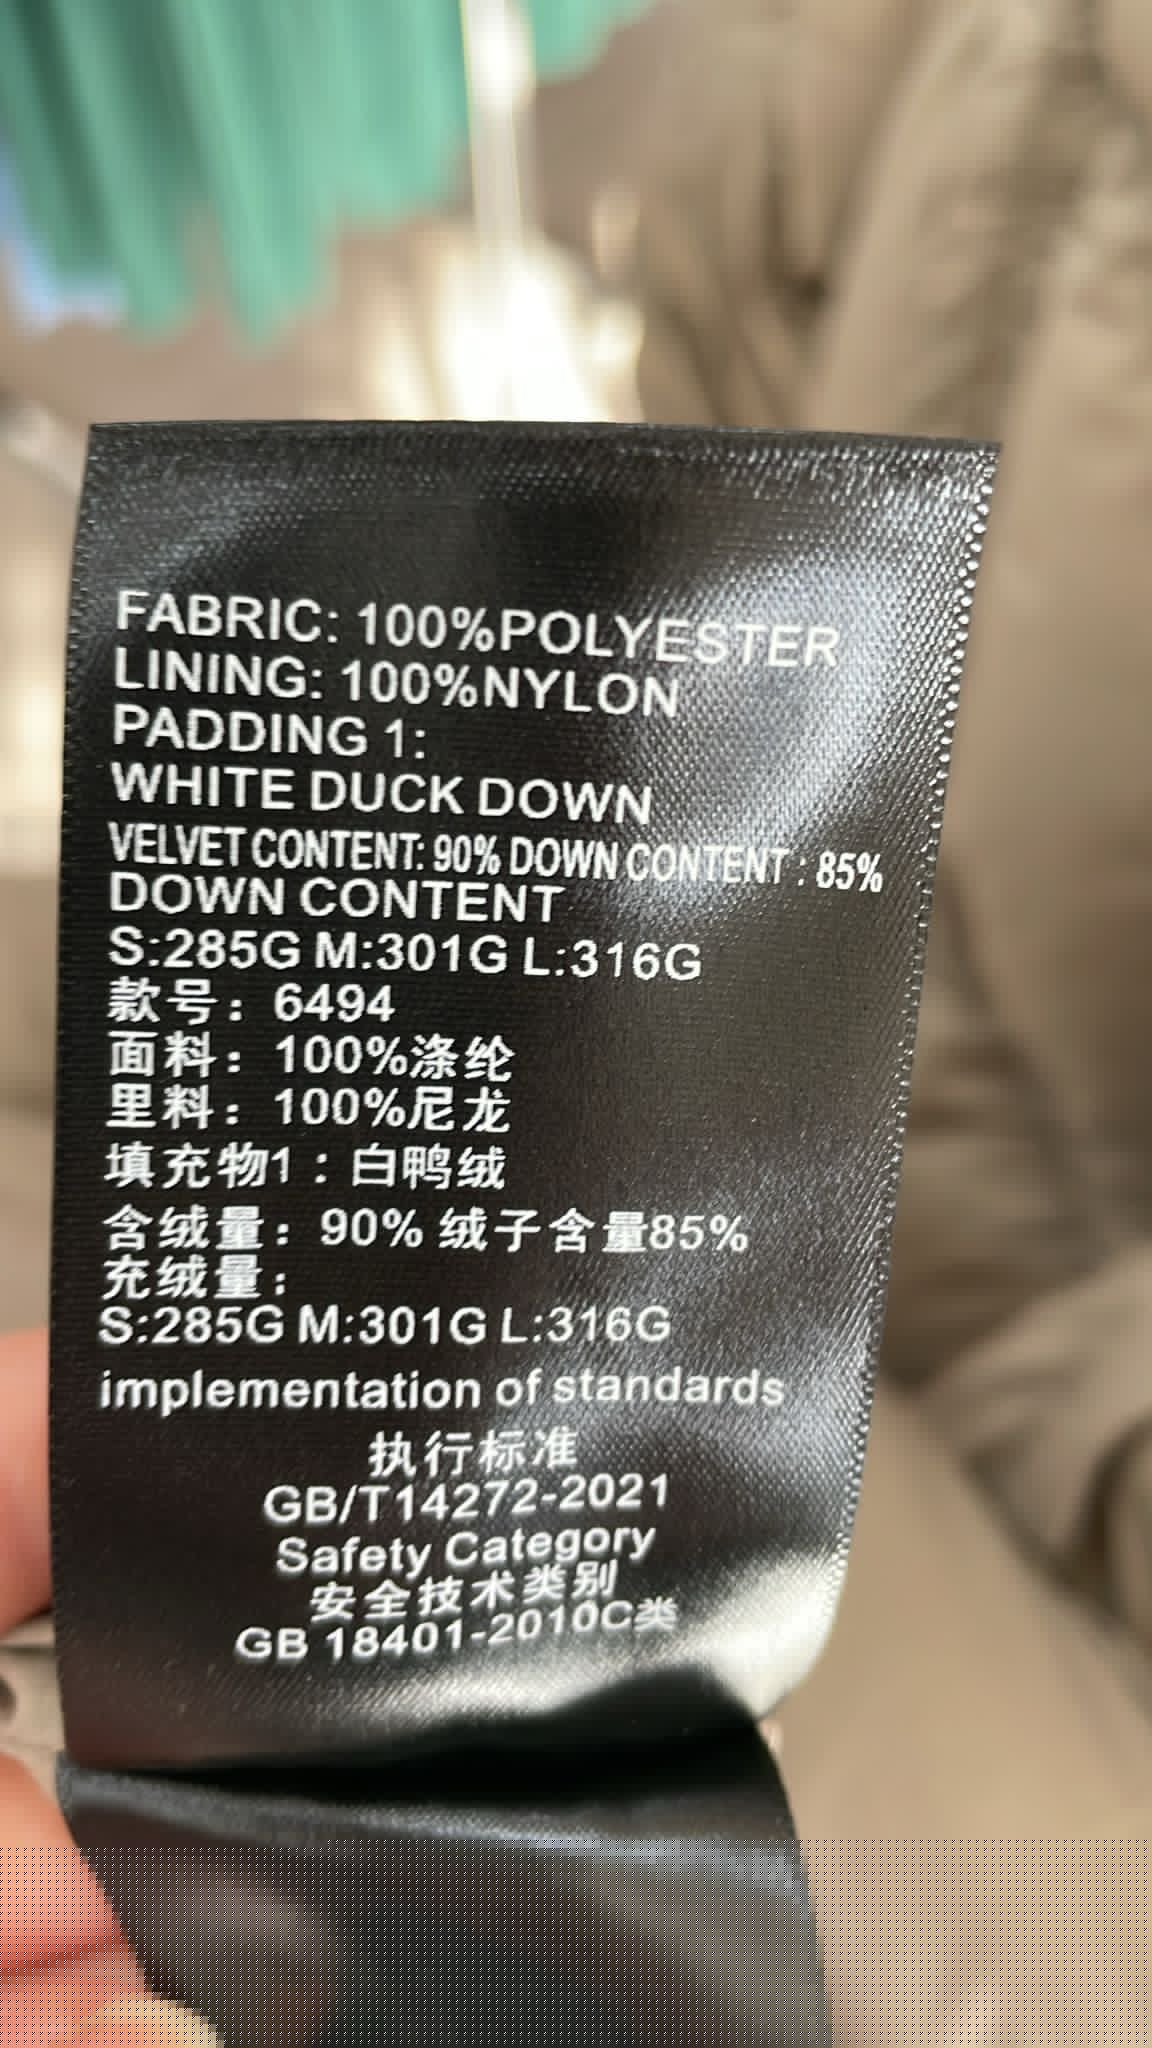 FABRIC: 100%POLYESTER
LINING: 100%NYLON
PADDING 1:
WHITE DUCK DOWN
VELVET CONTENT: 90% DOWN CONTENT : 85%
DOWN CONTENT
S:285G M:301G L:316G
款号：6494
面料：100%涤纶
里料：100%尼龙
填充物1：白鸭绒
含绒量：90% 绒子含量85%
充绒量：
S:285G M:301G L:316G
implementation of standards
执行标准
GB/T14272-2021
Safety Category
安全技术类别
GB 18401-2010C类